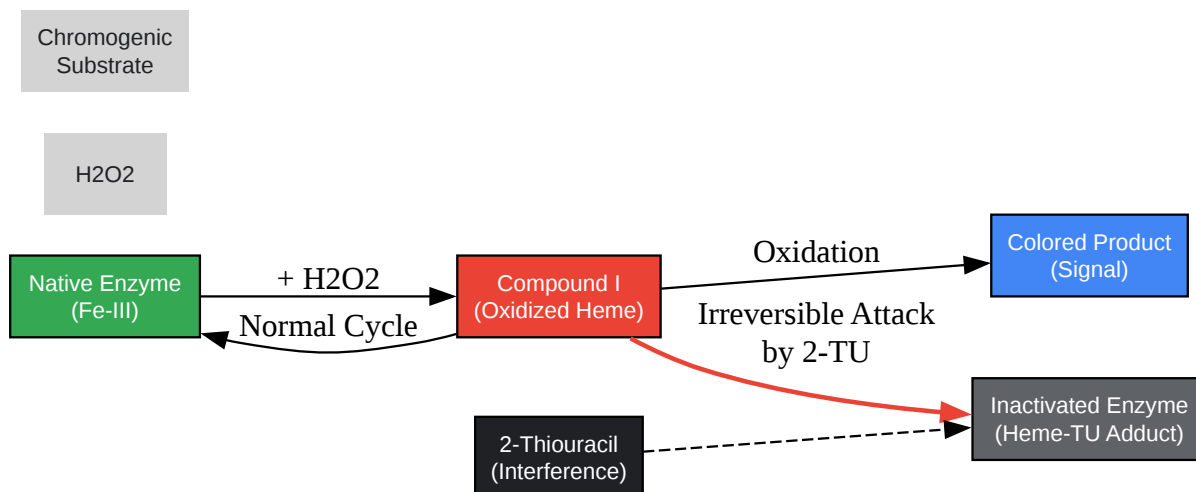 Chromogenic
Substrate
H2O2
Native Enzyme
(Fe-III)
+ H2O2
Normal Cycle
Compound I
(Oxidized Heme)
Oxidation
Irreversible Attack
by 2-TU
Colored Product
(Signal)
2-Thiouracil
(Interference)
Inactivated Enzyme
(Heme-TU Adduct)